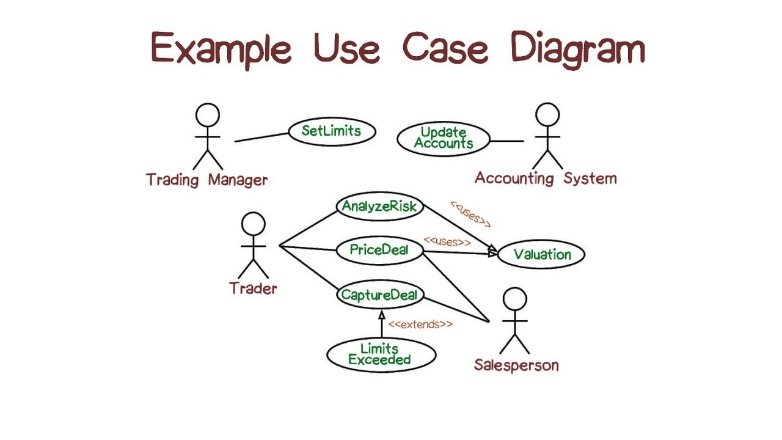 Example Use Case Diagram
SetLimits
Update
Accounts
Trading Manager
Accounting System
AnalyzeRisk
<<uses>>
PriceDeal
<<uses>>
Valuation
Trader
CaptureDeal
<<extends>>
Limits
Exceeded
Salesperson